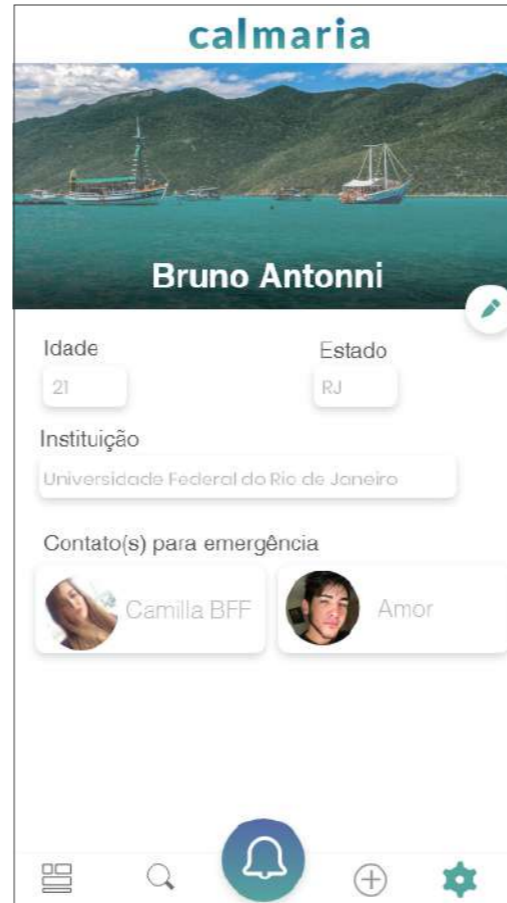 calmaria
Bruno Antonni
Idade
Estado
21
RJ
Instituição
Universidade Federal do Rio de Janeiro
Contato(s) para emergência
Camilla BFF
Amor